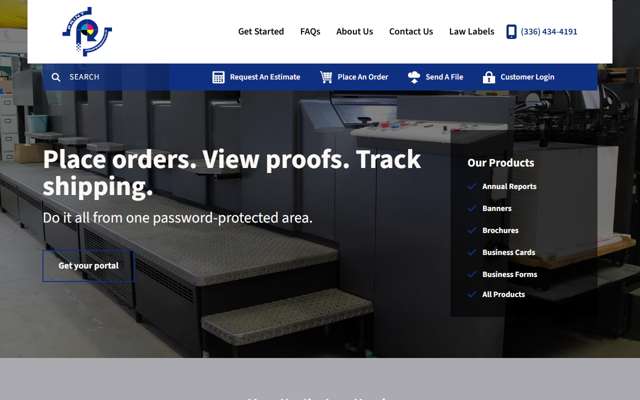 PRINT
Get Started
FAQs
About Us
Contact Us
Law Labels
(336) 434-4191
SEARCH
Request An Estimate
Place An Order
Send A File
Customer Login
Place orders. View proofs. Track
shipping.
Do it all from one password-protected area.
Get your portal
Our Products
Annual Reports
Banners
Brochures
Business Cards
Business Forms
All Products